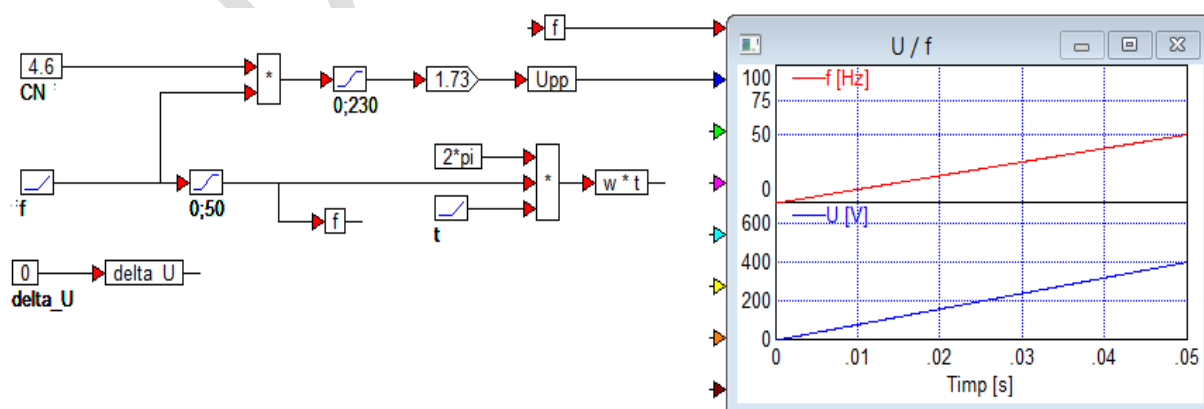 f
4.6
CN
*
0;230
1.73
Upp
2*pi
f
0;50
*
w * t
f
t
0
delta_U
delta U
U / f
100
75
50
0
f [Hz]
600
400
200
0
U [V]
0
.01
.02
.03
.04
.05
Timp [s]